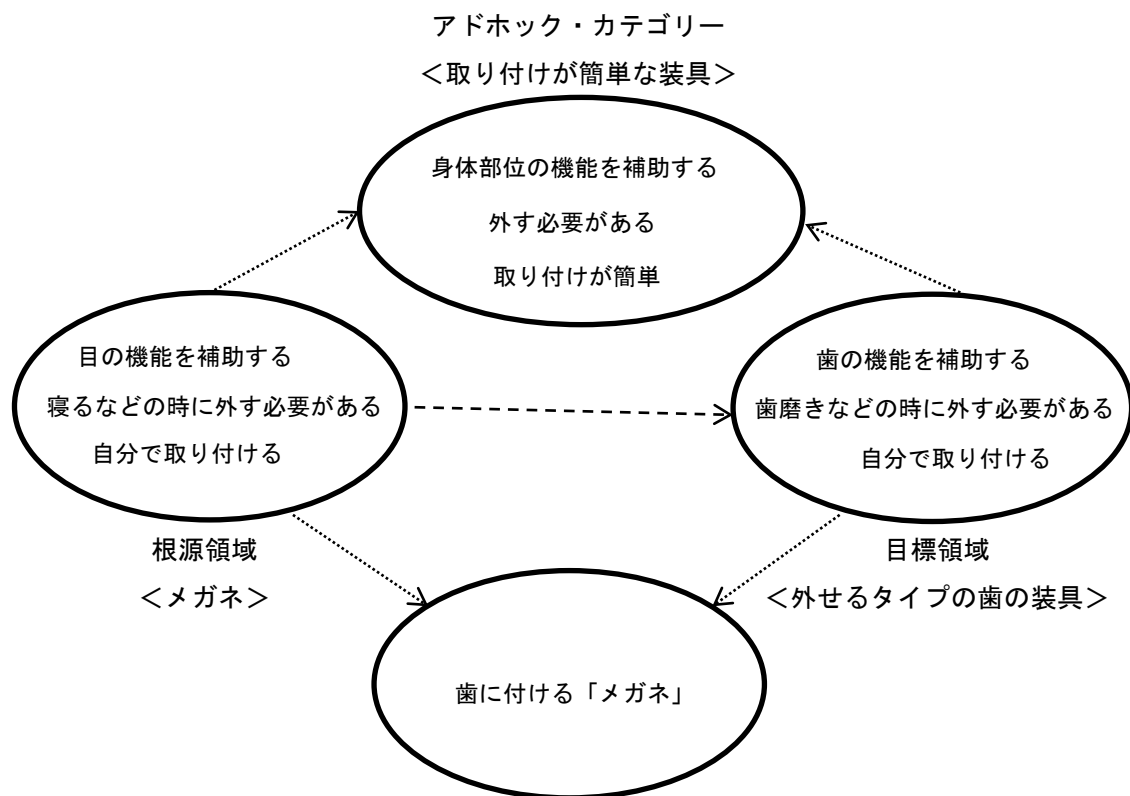 アドホック・カテゴリー
＜取り付けが簡単な装具＞
身体部位の機能を補助する
外す必要がある
取り付けが簡単
目の機能を補助する
寝るなどの時に外す必要がある
自分で取り付ける
歯の機能を補助する
歯磨きなどの時に外す必要がある
自分で取り付ける
根源領域
＜メガネ＞
目標領域
＜外せるタイプの歯の装具＞
歯に付ける「メガネ」